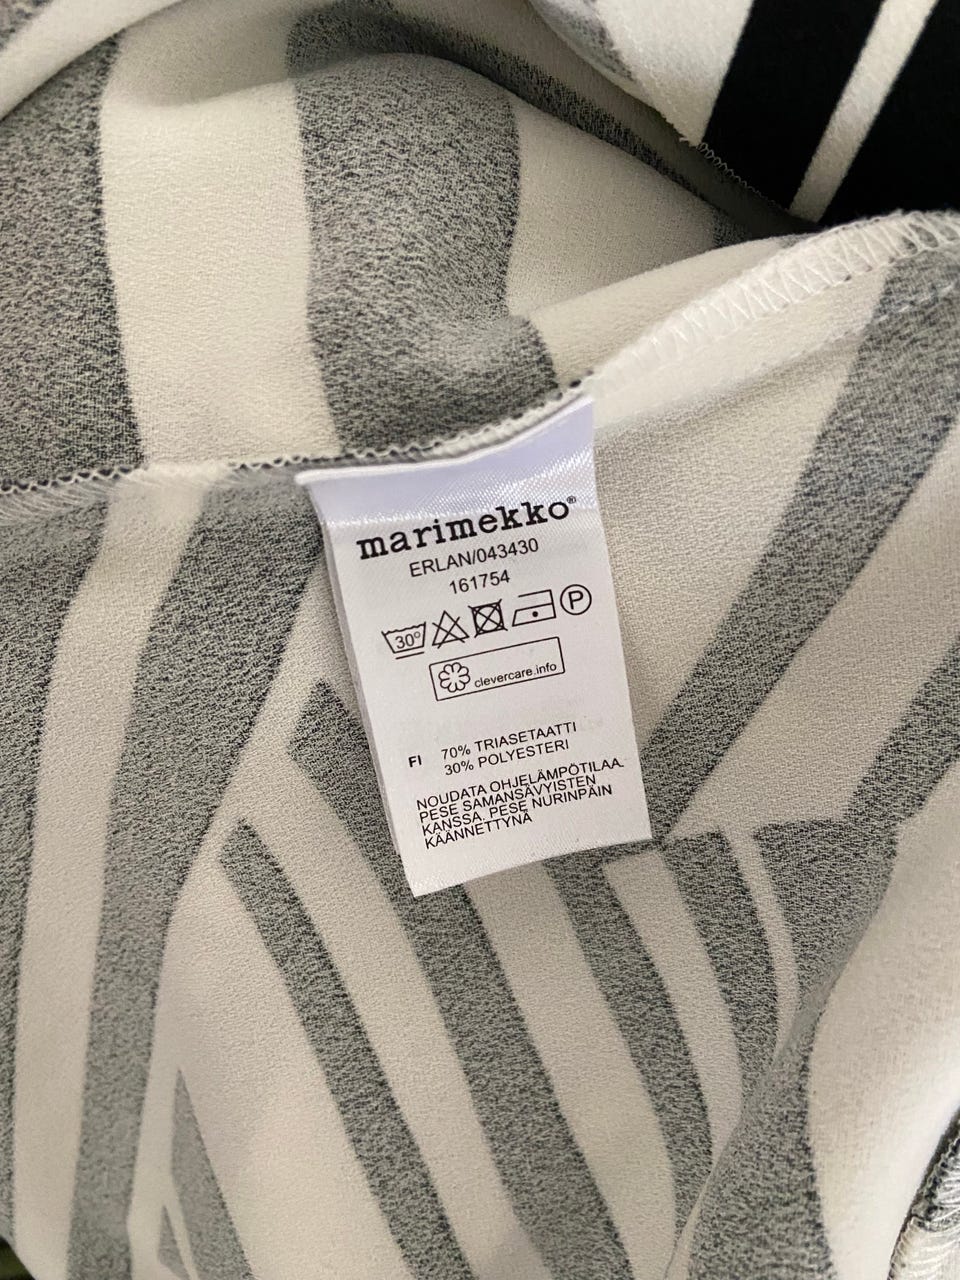 marimekko®
ERLAN/043430
161754
30° P
clevercare.info
FI 70% TRIASETAATTI
30% POLYESTERI
NOUDATA OHJELÄMPÖTILAA.
PESE SAMANSÄVYISTEN
KANSSA. PESE NURINPÄIN
KÄÄNNETTYNÄ